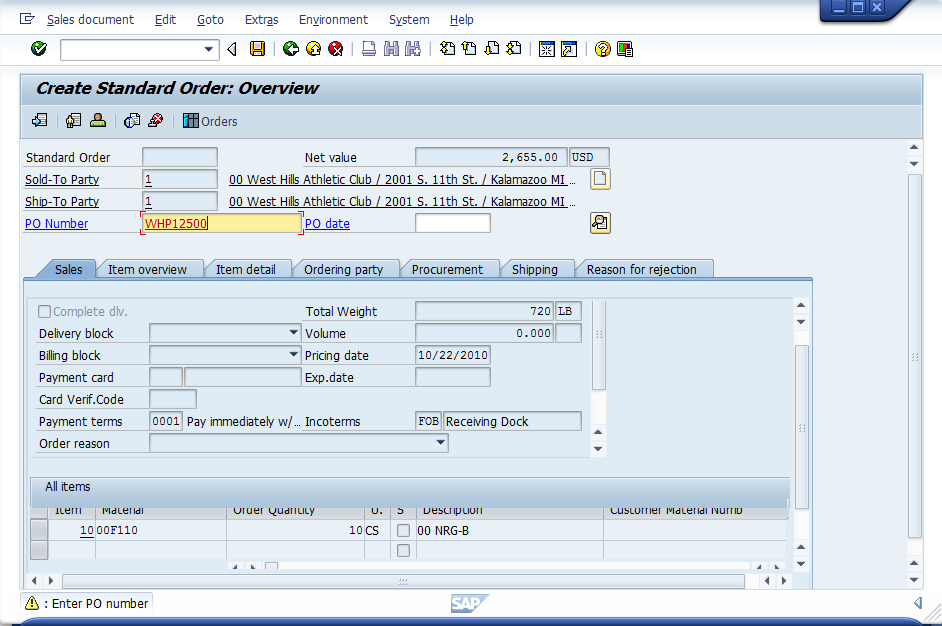 Sales document Edit Goto Extras Environment System Help
Create Standard Order: Overview
Orders
Standard Order Net value 2,655.00 USD
Sold-To Party 1 00 West Hills Athletic Club / 2001 S. 11th St. / Kalamazoo MI ...
Ship-To Party 1 00 West Hills Athletic Club / 2001 S. 11th St. / Kalamazoo MI ...
PO Number WHP12500 PO date
Sales Item overview Item detail Ordering party Procurement Shipping Reason for rejection
Complete dlv. Total Weight 720 LB
Delivery block Volume 0.000
Billing block Pricing date 10/22/2010
Payment card Exp.date
Card Verif.Code
Payment terms 0001 Pay immediately w/... Incoterms FOB Receiving Dock
Order reason
All items
Item Material Order Quantity U. S Description Customer Material Numb
10 00F110 10 CS 00 NRG-B
: Enter PO number SAP